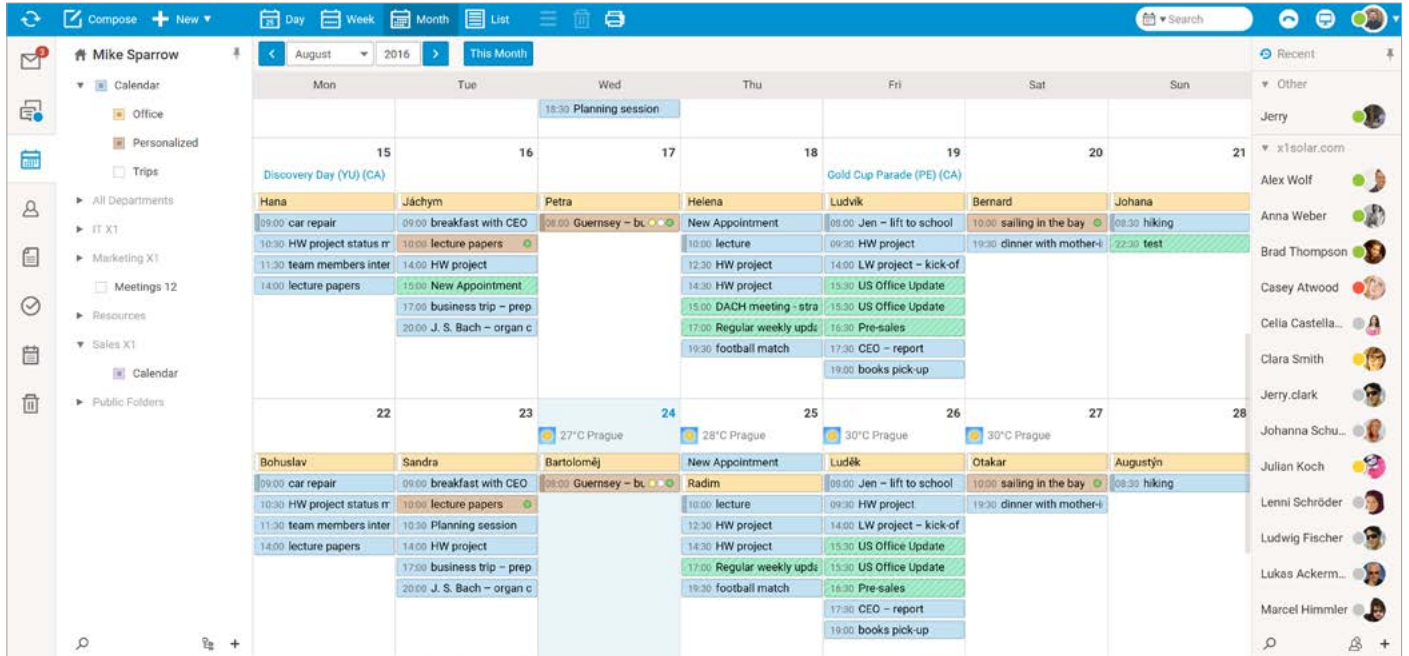 Compose New Day Week Month List Search
3
Mike Sparrow
Calendar
Office
Personalized
Trips
All Departments
IT X1
Marketing X1
Meetings 12
Resources
Sales X1
Calendar
Public Folders
August 2016 This Month
Mon Tue Wed Thu Fri Sat Sun
18:30 Planning session
15 16 17 18 19 20 21
Discovery Day (YU) (CA) Gold Cup Parade (PE) (CA)
Hana Jáchym Petra Helena Ludvík Bernard Johana
09:00 car repair 09:00 breakfast with CEO 08:00 Guernsey – bu New Appointment 08:00 Jen – lift to school 10:00 sailing in the bay 08:30 hiking
10:30 HW project status m 10:00 lecture papers 10:00 lecture 09:30 HW project 19:30 dinner with mother-i 22:30 test
11:30 team members inter 14:00 HW project 12:30 HW project 14:00 LW project – kick-of
14:00 lecture papers 15:00 New Appointment 14:30 HW project 15:30 US Office Update
17:00 business trip – prep 15:00 DACH meeting - stra 15:30 US Office Update
20:00 J. S. Bach – organ c 17:00 Regular weekly upda 16:30 Pre-sales
19:30 football match 17:30 CEO – report
19:00 books pick-up
22 23 24 25 26 27 28
27°C Prague 28°C Prague 30°C Prague 30°C Prague
Bohuslav Sandra Bartoloměj New Appointment Luděk Otakar Augustýn
09:00 car repair 09:00 breakfast with CEO 08:00 Guernsey – bu Radim 08:00 Jen – lift to school 10:00 sailing in the bay 08:30 hiking
10:30 HW project status m 10:00 lecture papers 10:00 lecture 09:30 HW project 19:30 dinner with mother-i
11:30 team members inter 10:30 Planning session 12:30 HW project 14:00 LW project – kick-of
14:00 lecture papers 14:00 HW project 14:30 HW project 15:30 US Office Update
17:00 business trip – prep 17:00 Regular weekly upda 15:30 US Office Update
20:00 J. S. Bach – organ c 19:30 football match 16:30 Pre-sales
17:30 CEO – report
19:00 books pick-up
Recent
Other
Jerry
x1solar.com
Alex Wolf
Anna Weber
Brad Thompson
Casey Atwood
Celia Castella...
Clara Smith
Jerry.clark
Johanna Schu...
Julian Koch
Lenni Schröder
Ludwig Fischer
Lukas Ackerm...
Marcel Himmler